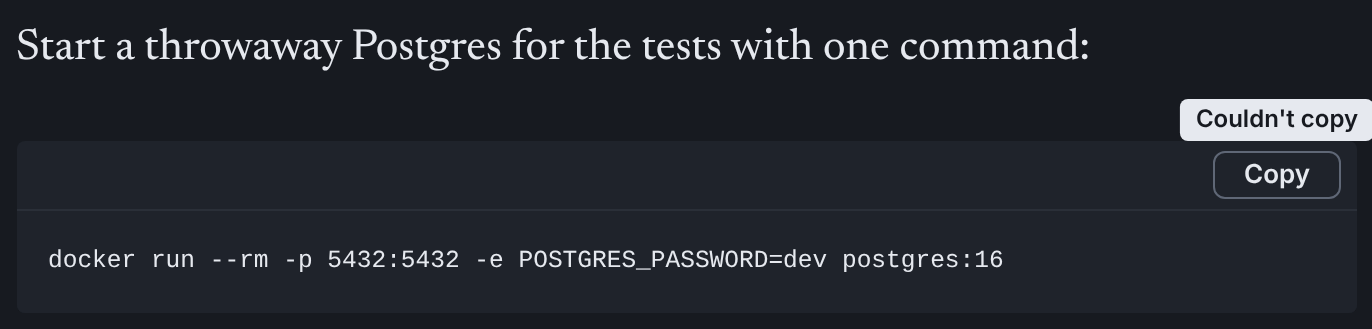 Start a throwaway Postgres for the tests with one command:
Couldn't copy
Copy
docker run --rm -p 5432:5432 -e POSTGRES_PASSWORD=dev postgres:16